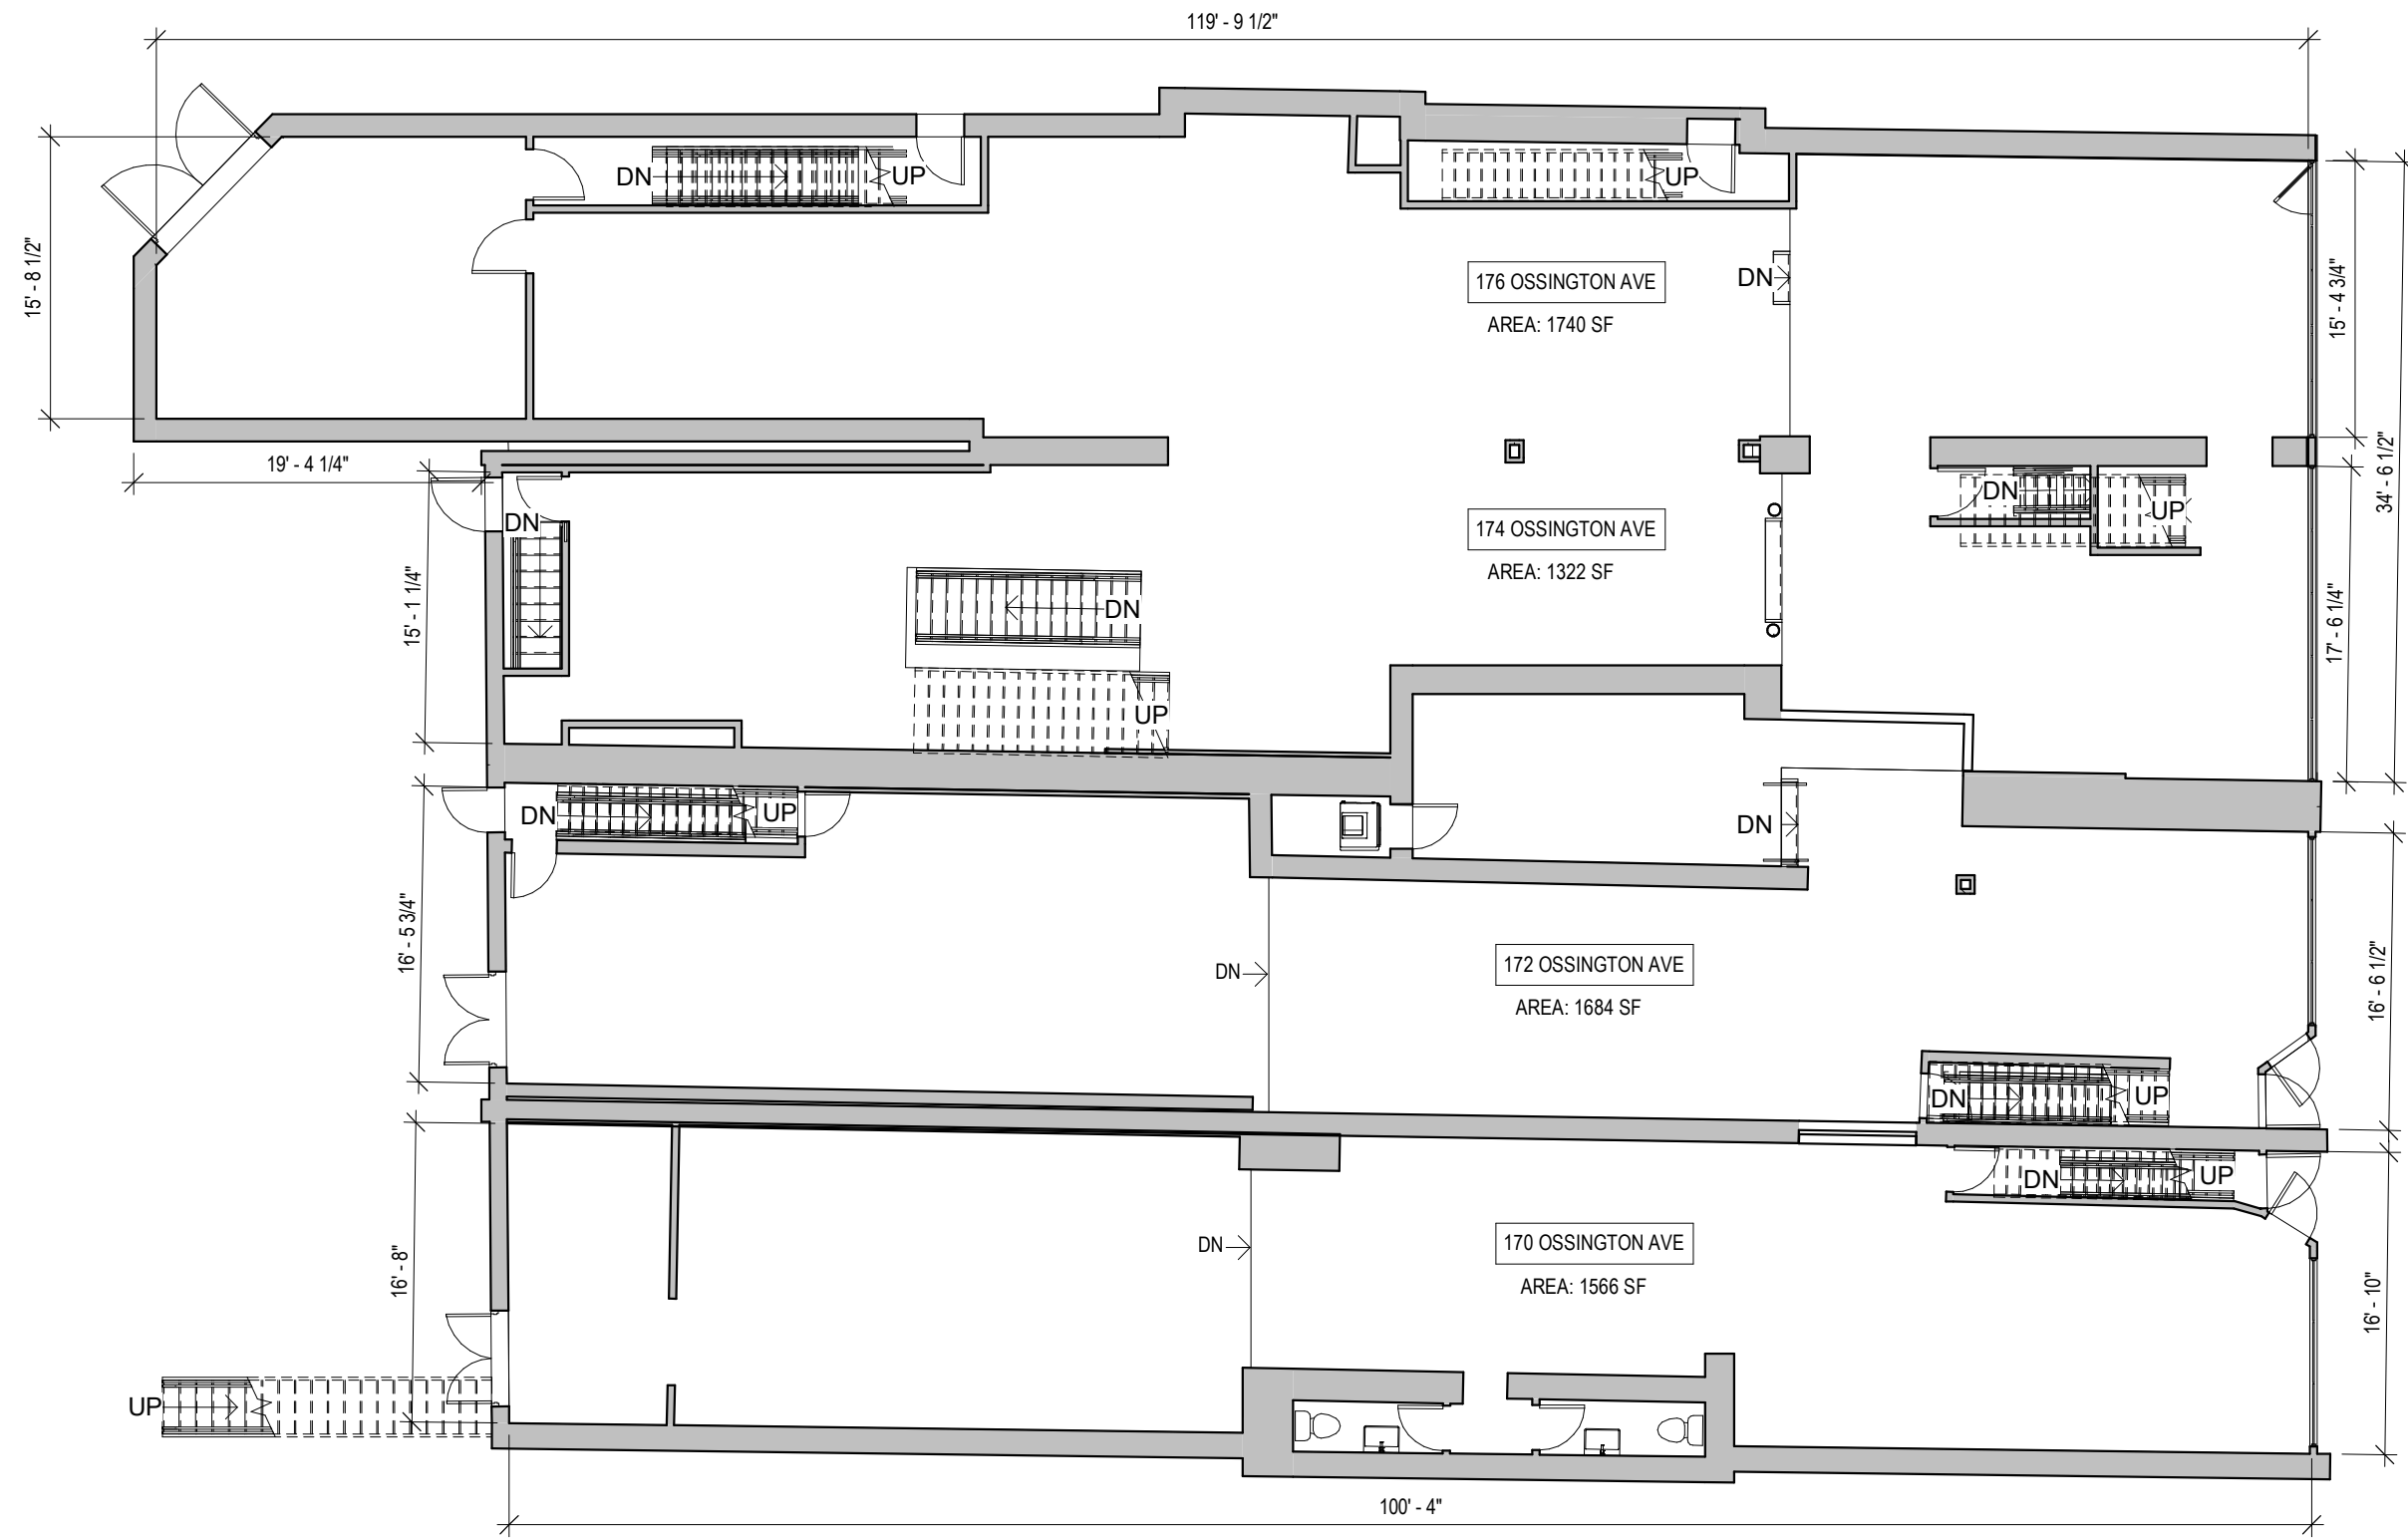 119' - 9 1/2"
15' - 8 1/2"
DN
UP
UP
176 OSSINGTON AVE
AREA: 1740 SF
DN
15' - 4 3/4"
34' - 6 1/2"
19' - 4 1/4"
DN
15' - 1 1/4"
174 OSSINGTON AVE
AREA: 1322 SF
DN
UP
17' - 6 1/4"
DN
UP
DN
UP
DN
16' - 5 3/4"
172 OSSINGTON AVE
AREA: 1684 SF
DN
16' - 6 1/2"
DN
UP
DN
UP
170 OSSINGTON AVE
AREA: 1566 SF
DN
16' - 8"
16' - 10"
UP
100' - 4"